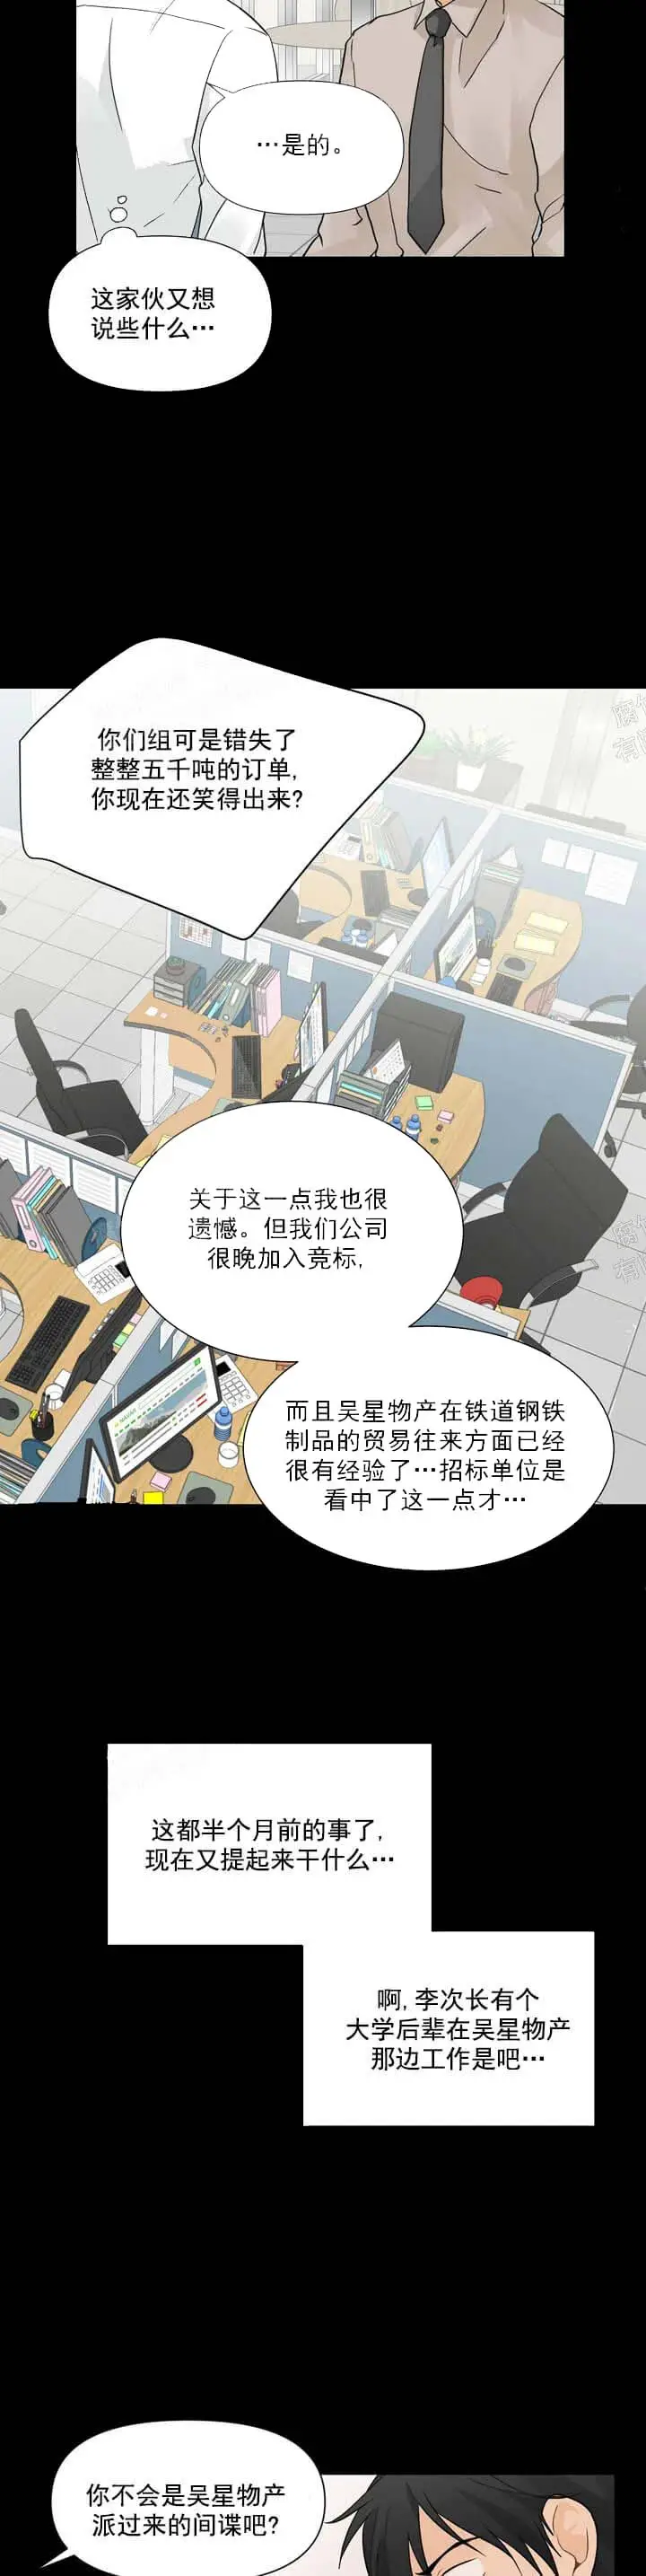 …是的。
这家伙又想
说些什么…
你们组可是错失了
整整五千吨的订单,
你现在还笑得出来?
关于这一点我也很
遗憾。但我们公司
很晚加入竞标,
而且吴星物产在铁道钢铁
制品的贸易往来方面已经
很有经验了…招标单位是
看中了这一点才…
这都半个月前的事了,
现在又提起来干什么…
啊,李次长有个
大学后辈在吴星物产
那边工作是吧…
你不会是吴星物产
派过来的间谍吧?